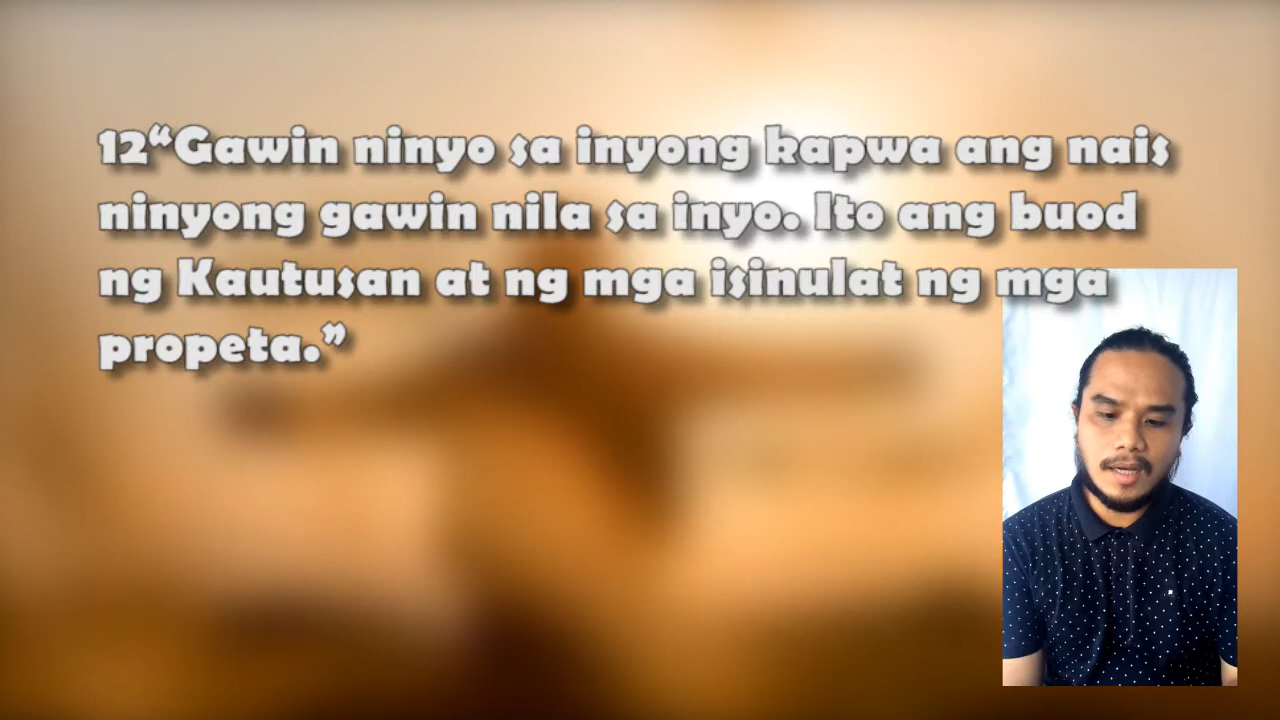 12“Gawin ninyo sa inyong kapwa ang nais
ninyong gawin nila sa inyo. Ito ang buod
ng Kautusan at ng mga isinulat ng mga
propeta.”